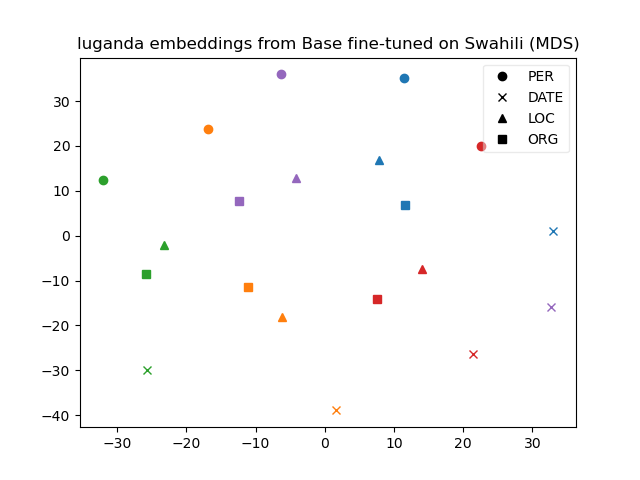 luganda embeddings from Base fine-tuned on Swahili (MDS)
PER
DATE
LOC
ORG
30
20
10
0
−10
−20
−30
−40
−30 −20 −10 0 10 20 30